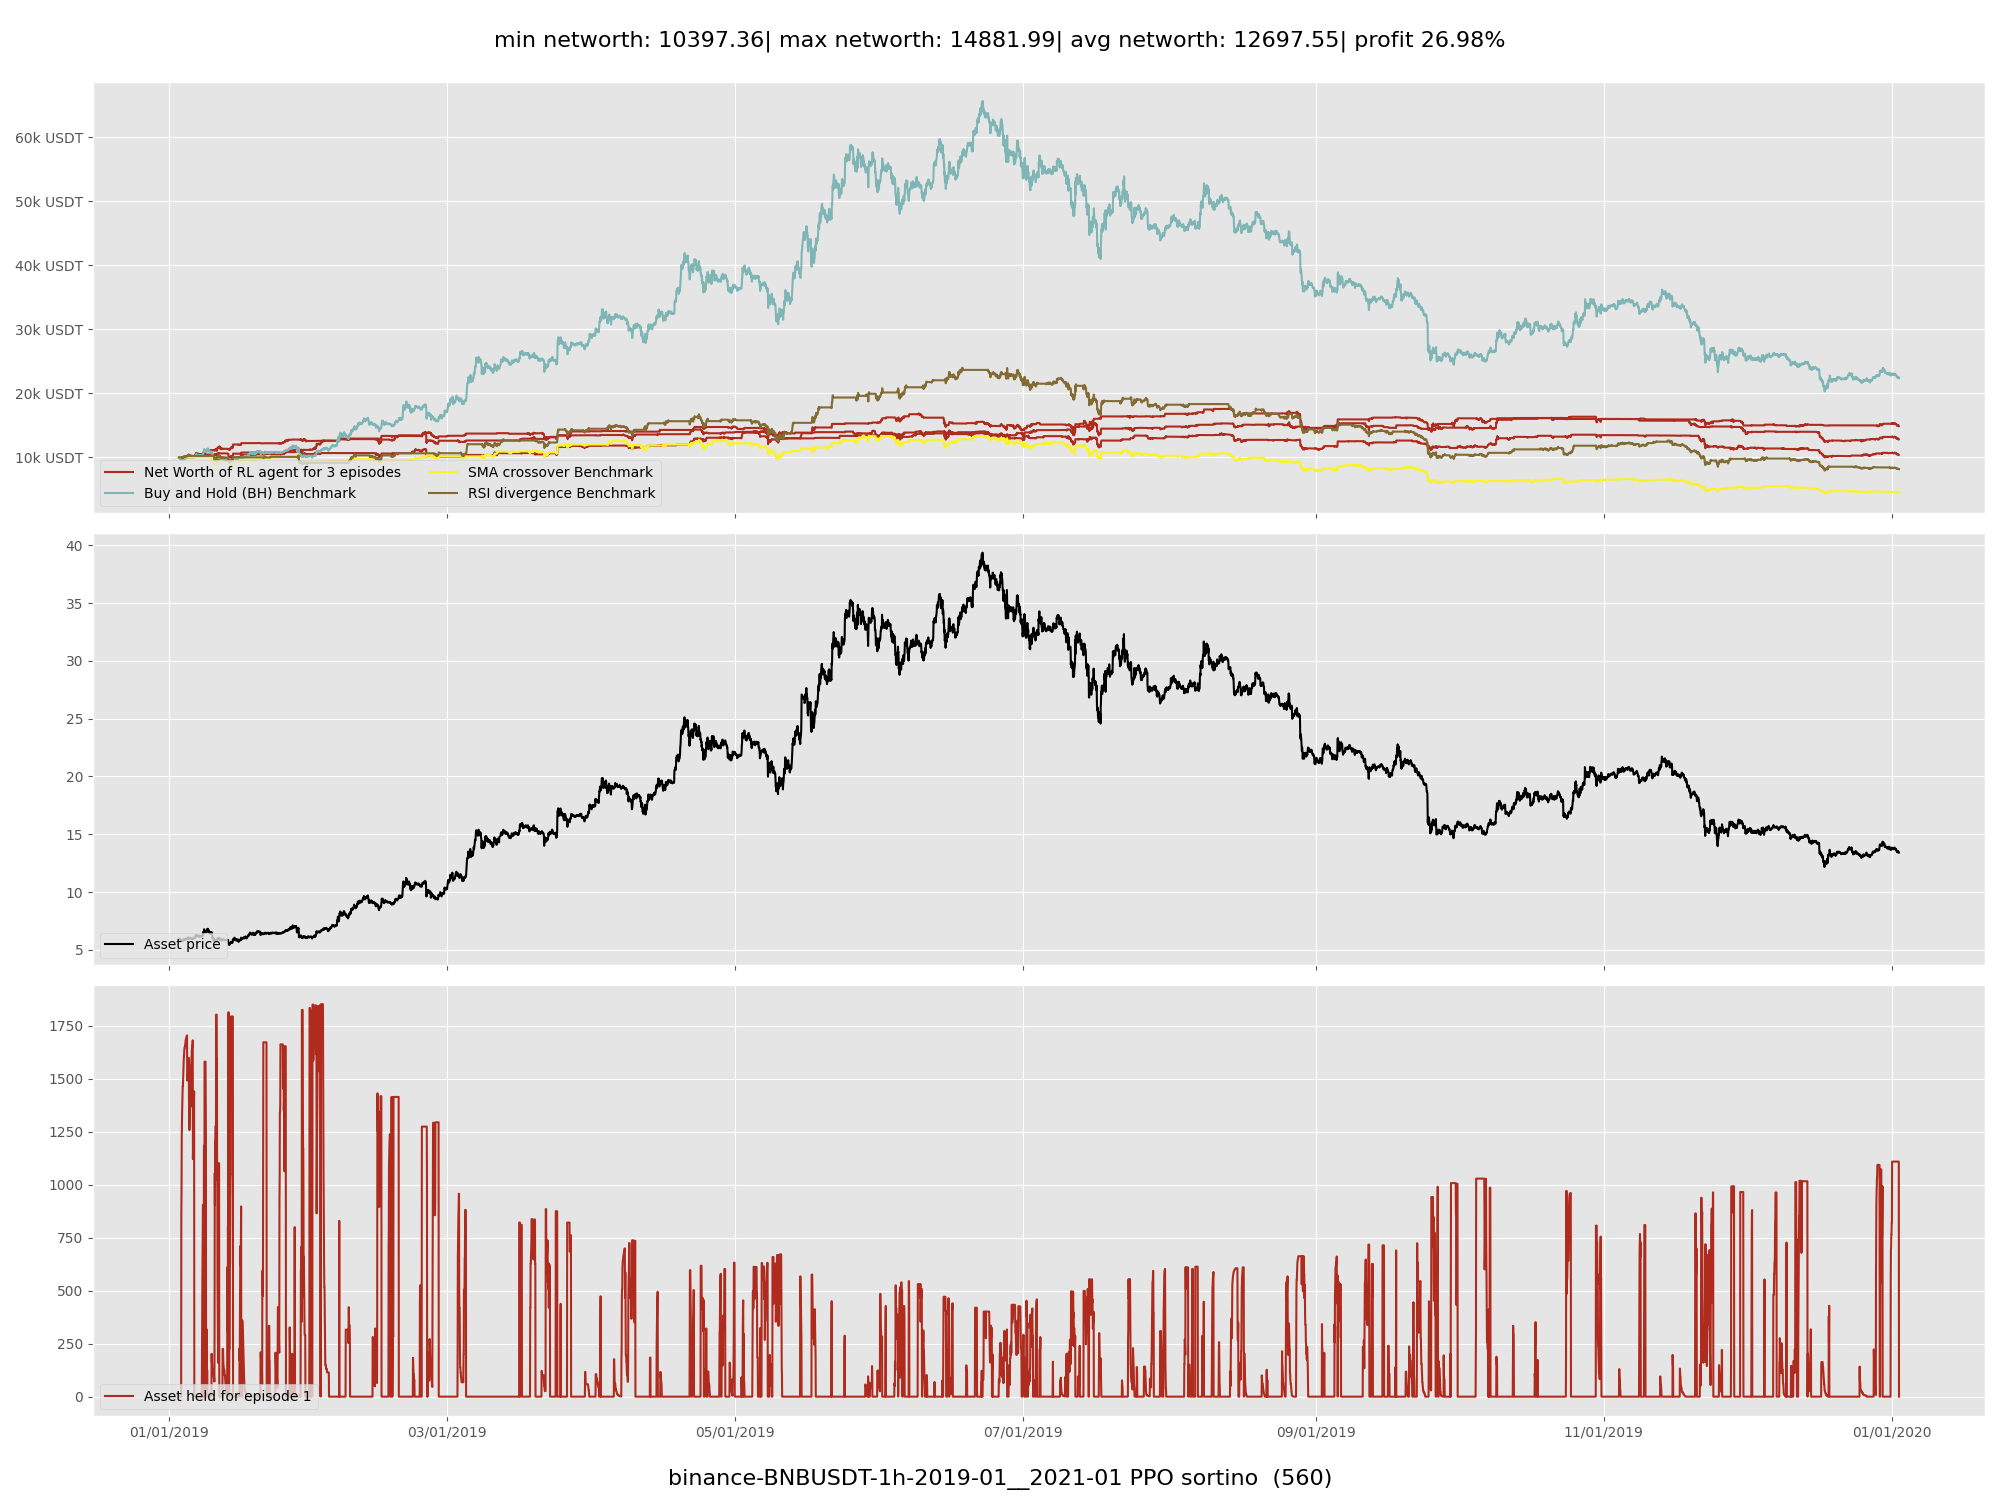 min networth: 10397.36| max networth: 14881.99| avg networth: 12697.55| profit 26.98%
60k USDT
50k USDT
40k USDT
30k USDT
20k USDT
10k USDT
Net Worth of RL agent for 3 episodes
Buy and Hold (BH) Benchmark
SMA crossover Benchmark
RSI divergence Benchmark
40
35
30
25
20
15
10
5
Asset price
1750
1500
1250
1000
750
500
250
0
Asset held for episode 1
01/01/2019 03/01/2019 05/01/2019 07/01/2019 09/01/2019 11/01/2019 01/01/2020
binance-BNBUSDT-1h-2019-01__2021-01 PPO sortino (560)